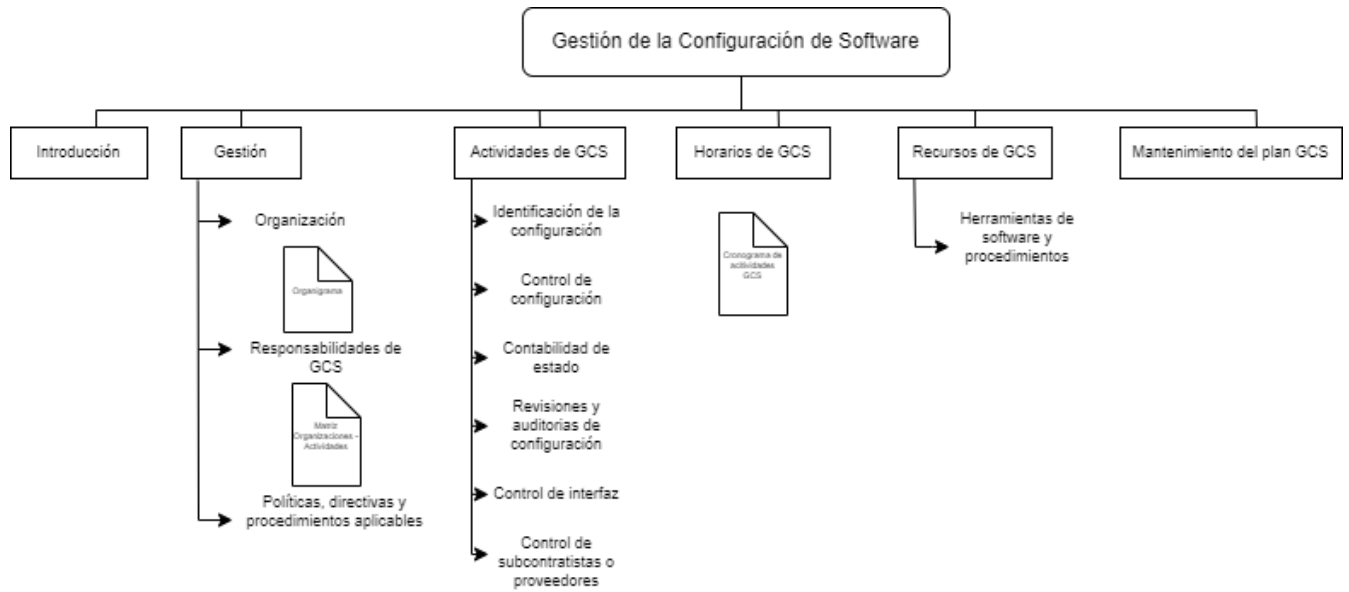 Gestión de la Configuración de Software
Introducción
Gestión
Actividades de GCS
Horarios de GCS
Recursos de GCS
Mantenimiento del plan GCS
Organización
Organigrama
Responsabilidades de
GCS
Matriz
Organizaciones -
Actividades
Políticas, directivas y
procedimientos aplicables
Identificación de la
configuración
Control de
configuración
Contabilidad de
estado
Revisiones y
auditorias de
configuración
Control de interfaz
Control de
subcontratistas o
proveedores
Cronograma de
actividades
GCS
Herramientas de
software y
procedimientos